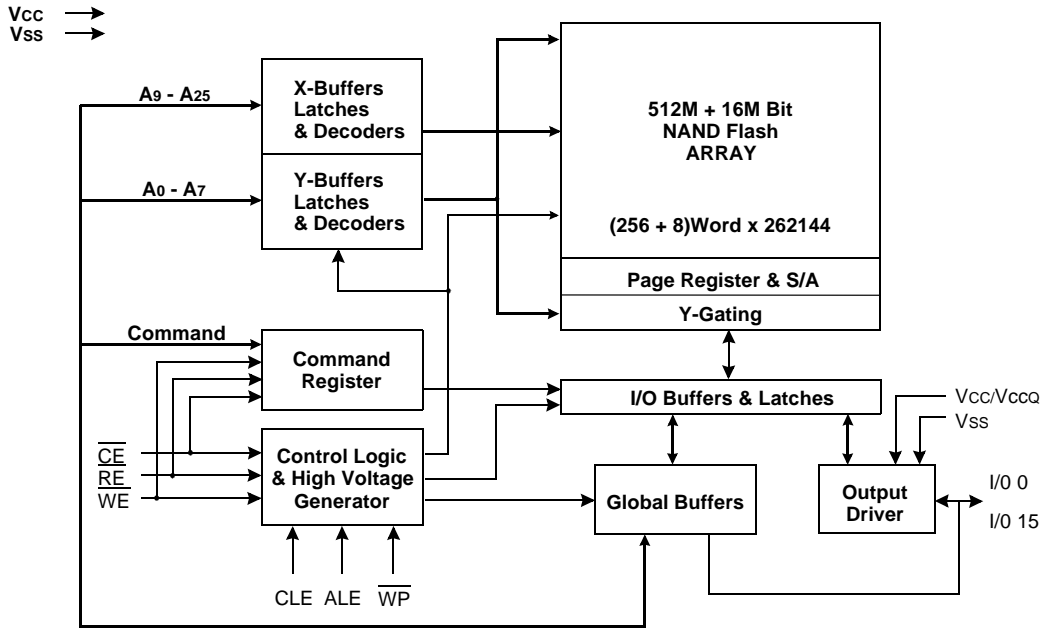 VCC
VSS
A9 - A25
X-Buffers
Latches
& Decoders
512M + 16M Bit
NAND Flash
ARRAY
A0 - A7
Y-Buffers
Latches
& Decoders
(256 + 8)Word x 262144
Page Register & S/A
Y-Gating
Command
Command
Register
I/O Buffers & Latches
VCC/VCCQ
VSS
CE
RE
WE
Control Logic
& High Voltage
Generator
Global Buffers
Output
Driver
I/0 0
I/0 15
CLE
ALE
WP